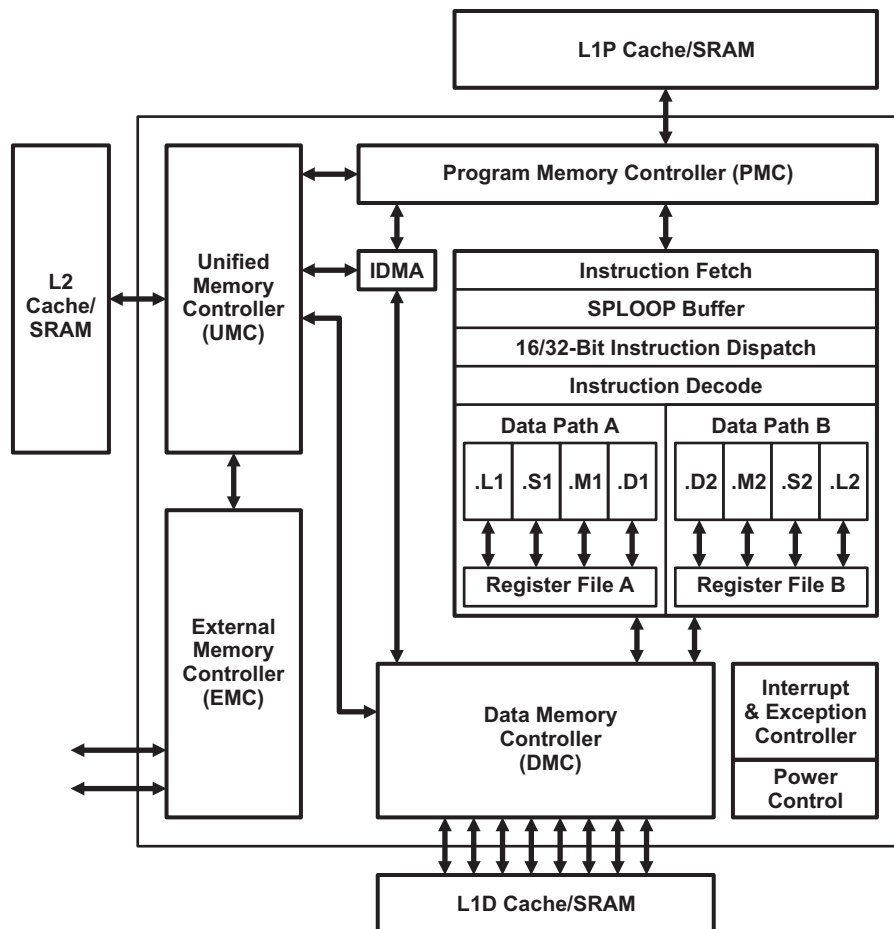 L1P Cache/SRAM
Program Memory Controller (PMC)
L2
Cache/
SRAM
Unified
Memory
Controller
(UMC)
IDMA
Instruction Fetch
SPLOOP Buffer
16/32-Bit Instruction Dispatch
Instruction Decode
Data Path A
Data Path B
.L1
.S1
.M1
.D1
.D2
.M2
.S2
.L2
Register File A
Register File B
External
Memory
Controller
(EMC)
Data Memory
Controller
(DMC)
Interrupt
& Exception
Controller
Power
Control
L1D Cache/SRAM